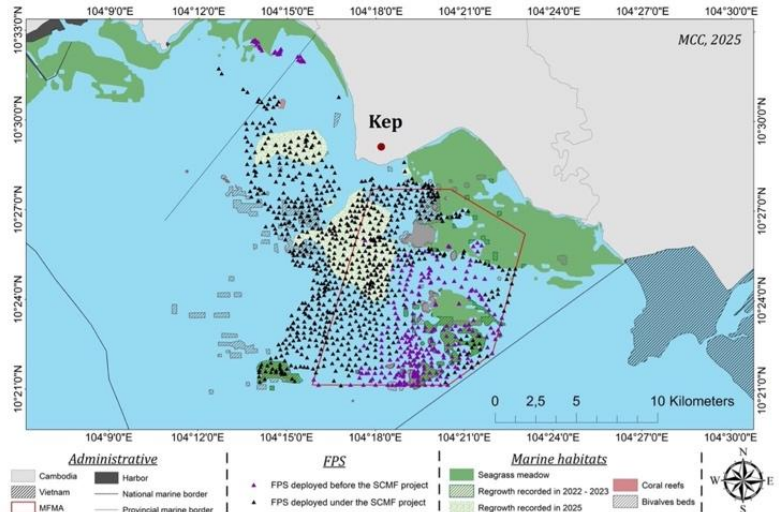 104°9'0"E 104°12'0"E 104°15'0"E 104°18'0"E 104°21'0"E 104°24'0"E 104°27'0"E 104°30'0"E
MCC, 2025
10°33'0"N
10°30'0"N 10°30'0"N
Kep
10°27'0"N 10°27'0"N
10°24'0"N 10°24'0"N
10°21'0"N 10°21'0"N
0 2,5 5 10 Kilometers
104°9'0"E 104°12'0"E 104°15'0"E 104°18'0"E 104°21'0"E 104°24'0"E 104°27'0"E 104°30'0"E
Administrative
Cambodia
Vietnam
MFMA
Harbor
National marine border
Provincial marine border
FPS
FPS deployed before the SCMF project
FPS deployed under the SCMF project
Marine habitats
Seagrass meadow
Regrowth recorded in 2022 - 2023
Regrowth recorded in 2025
Coral reefs
Bivalves beds
N
W E
S